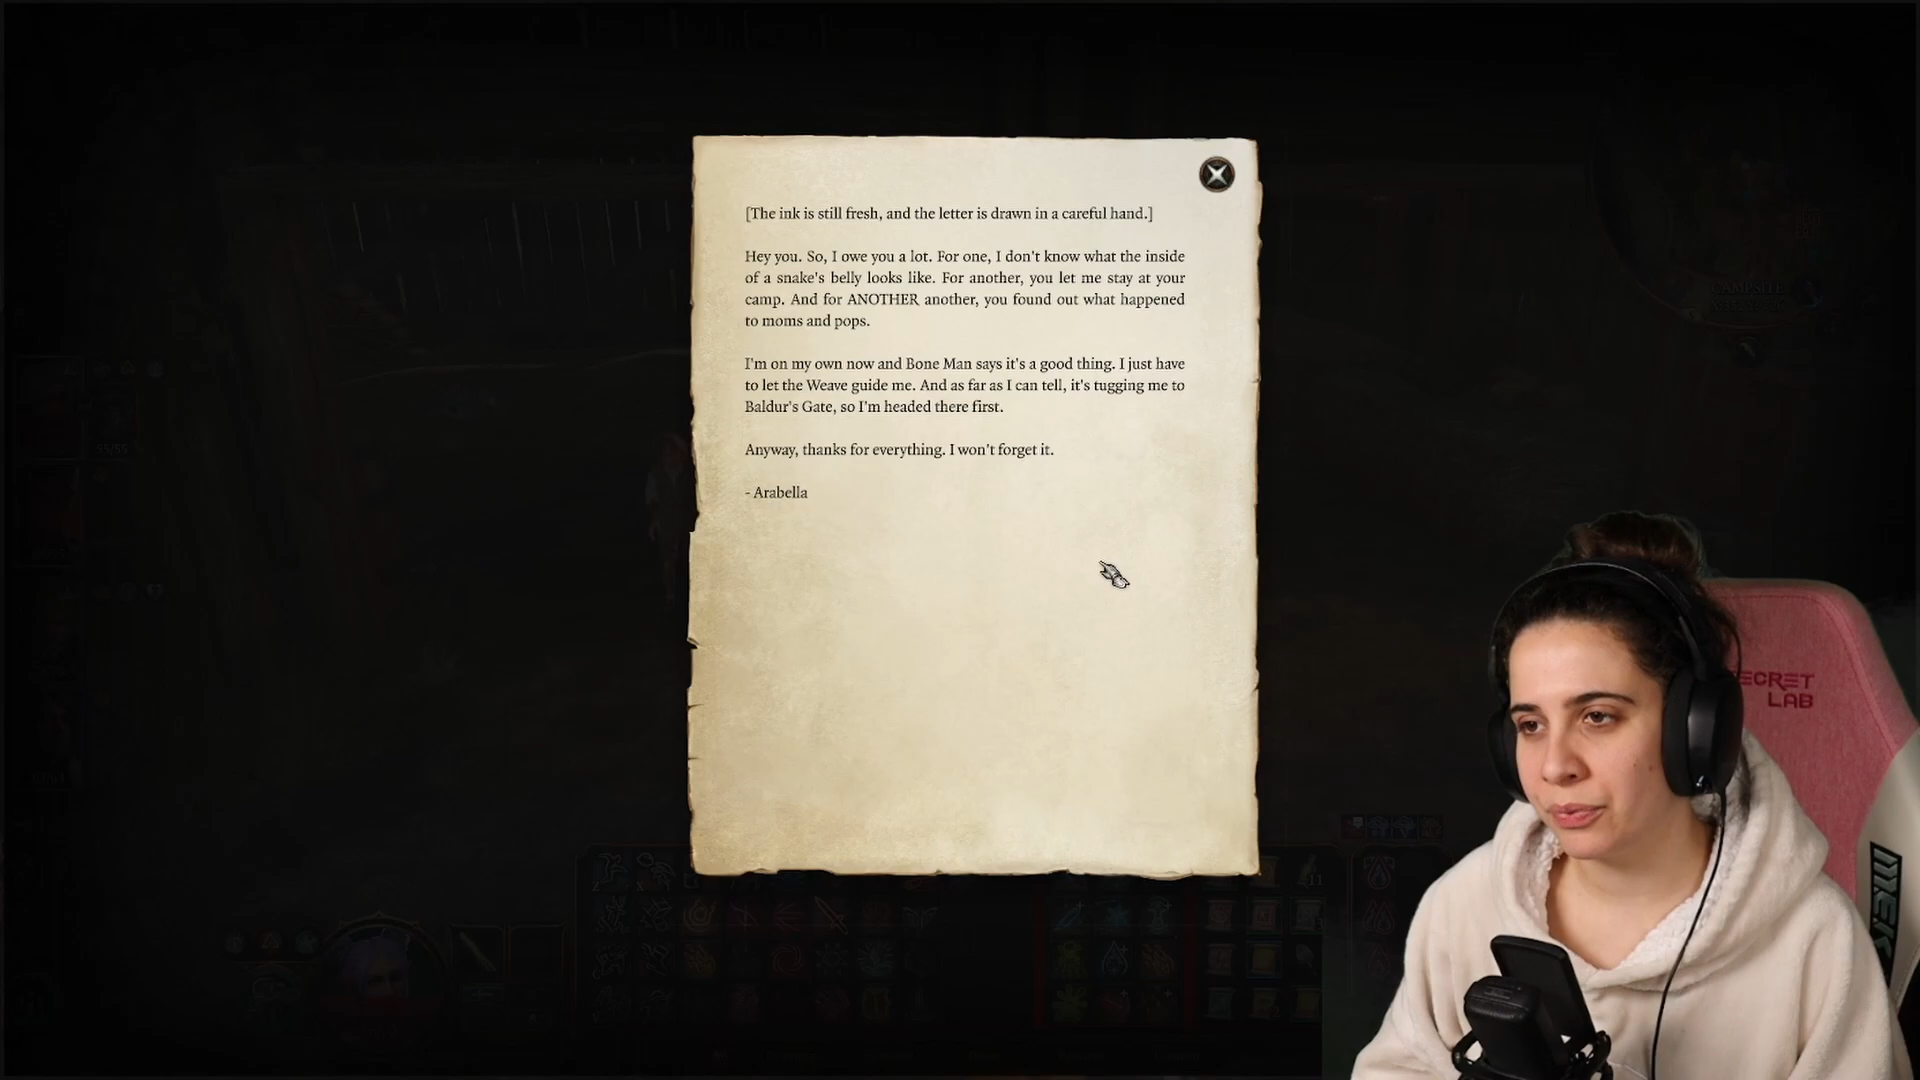 [The ink is still fresh, and the letter is drawn in a careful hand.]
Hey you. So, I owe you a lot. For one, I don't know what the inside
of a snake's belly looks like. For another, you let me stay at your
camp. And for ANOTHER another, you found out what happened
to moms and pops.
I'm on my own now and Bone Man says it's a good thing. I just have
to let the Weave guide me. And as far as I can tell, it's tugging me to
Baldur's Gate, so I'm headed there first.
Anyway, thanks for everything. I won't forget it.
- Arabella
CAMPSITE
55/55
11
ECRET
LAB